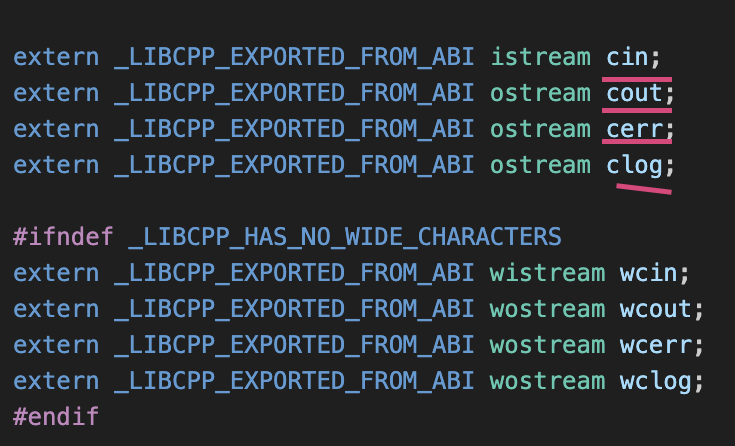 extern _LIBCPP_EXPORTED_FROM_ABI istream cin;
extern _LIBCPP_EXPORTED_FROM_ABI ostream cout;
extern _LIBCPP_EXPORTED_FROM_ABI ostream cerr;
extern _LIBCPP_EXPORTED_FROM_ABI ostream clog;
#ifndef _LIBCPP_HAS_NO_WIDE_CHARACTERS
extern _LIBCPP_EXPORTED_FROM_ABI wistream wcin;
extern _LIBCPP_EXPORTED_FROM_ABI wostream wcout;
extern _LIBCPP_EXPORTED_FROM_ABI wostream wcerr;
extern _LIBCPP_EXPORTED_FROM_ABI wostream wclog;
#endif